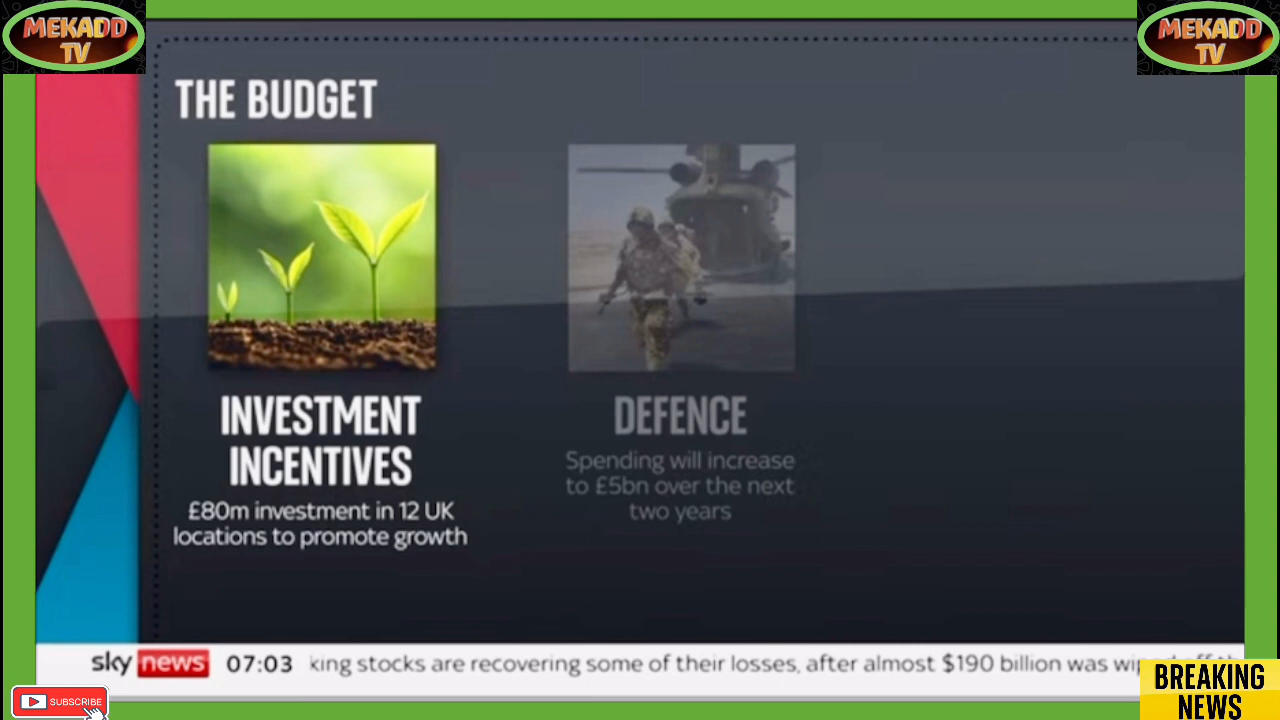 MEKADD
TV
MEKADD
TV
THE BUDGET
INVESTMENT
INCENTIVES
£80m investment in 12 UK
locations to promote growth
DEFENCE
Spending will increase
to £5bn over the next
two years
sky news 07:03 king stocks are recovering some of their losses, after almost $190 billion was
SUBSCRIBE
BREAKING
NEWS